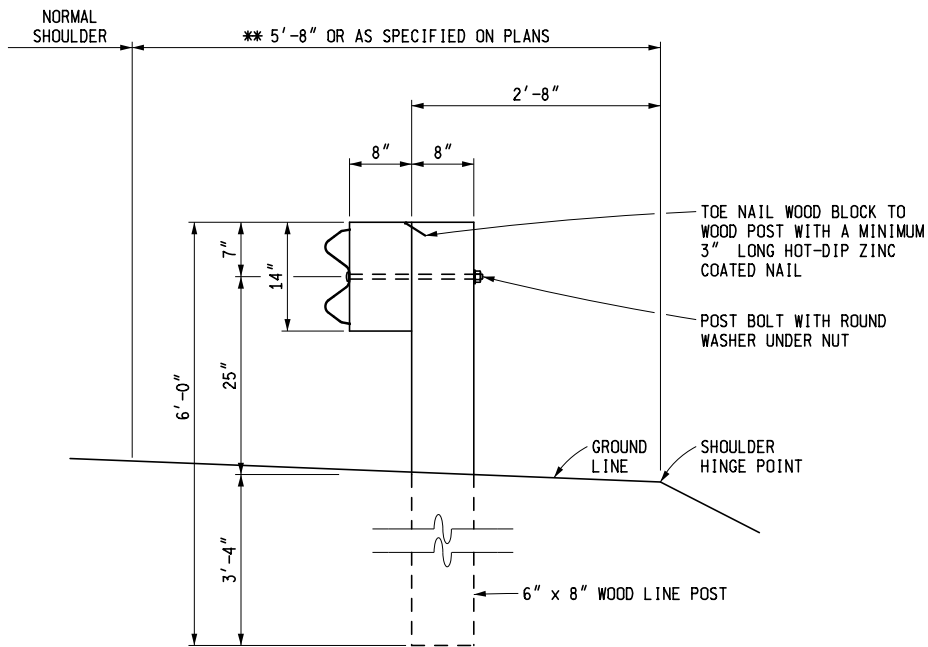 NORMAL
SHOULDER
** 5'-8" OR AS SPECIFIED ON PLANS
2'-8"
8"
8"
TOE NAIL WOOD BLOCK TO
WOOD POST WITH A MINIMUM
3" LONG HOT-DIP ZINC
COATED NAIL
7"
14"
POST BOLT WITH ROUND
WASHER UNDER NUT
25"
6'-0"
GROUND
LINE
SHOULDER
HINGE POINT
3'-4"
6" x 8" WOOD LINE POST